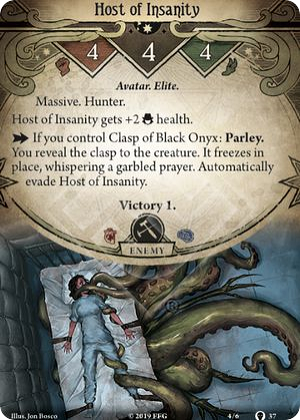 Host of Insanity
4 4 4
Avatar. Elite.
Massive. Hunter.
Host of Insanity gets +2 health.
If you control Clasp of Black Onyx: Parley.
You reveal the clasp to the creature. It freezes in
place, whispering a garbled prayer. Automatically
evade Host of Insanity.
Victory 1.
ENEMY
Illus. Jon Bosco © 2019 FFG 4/6 37